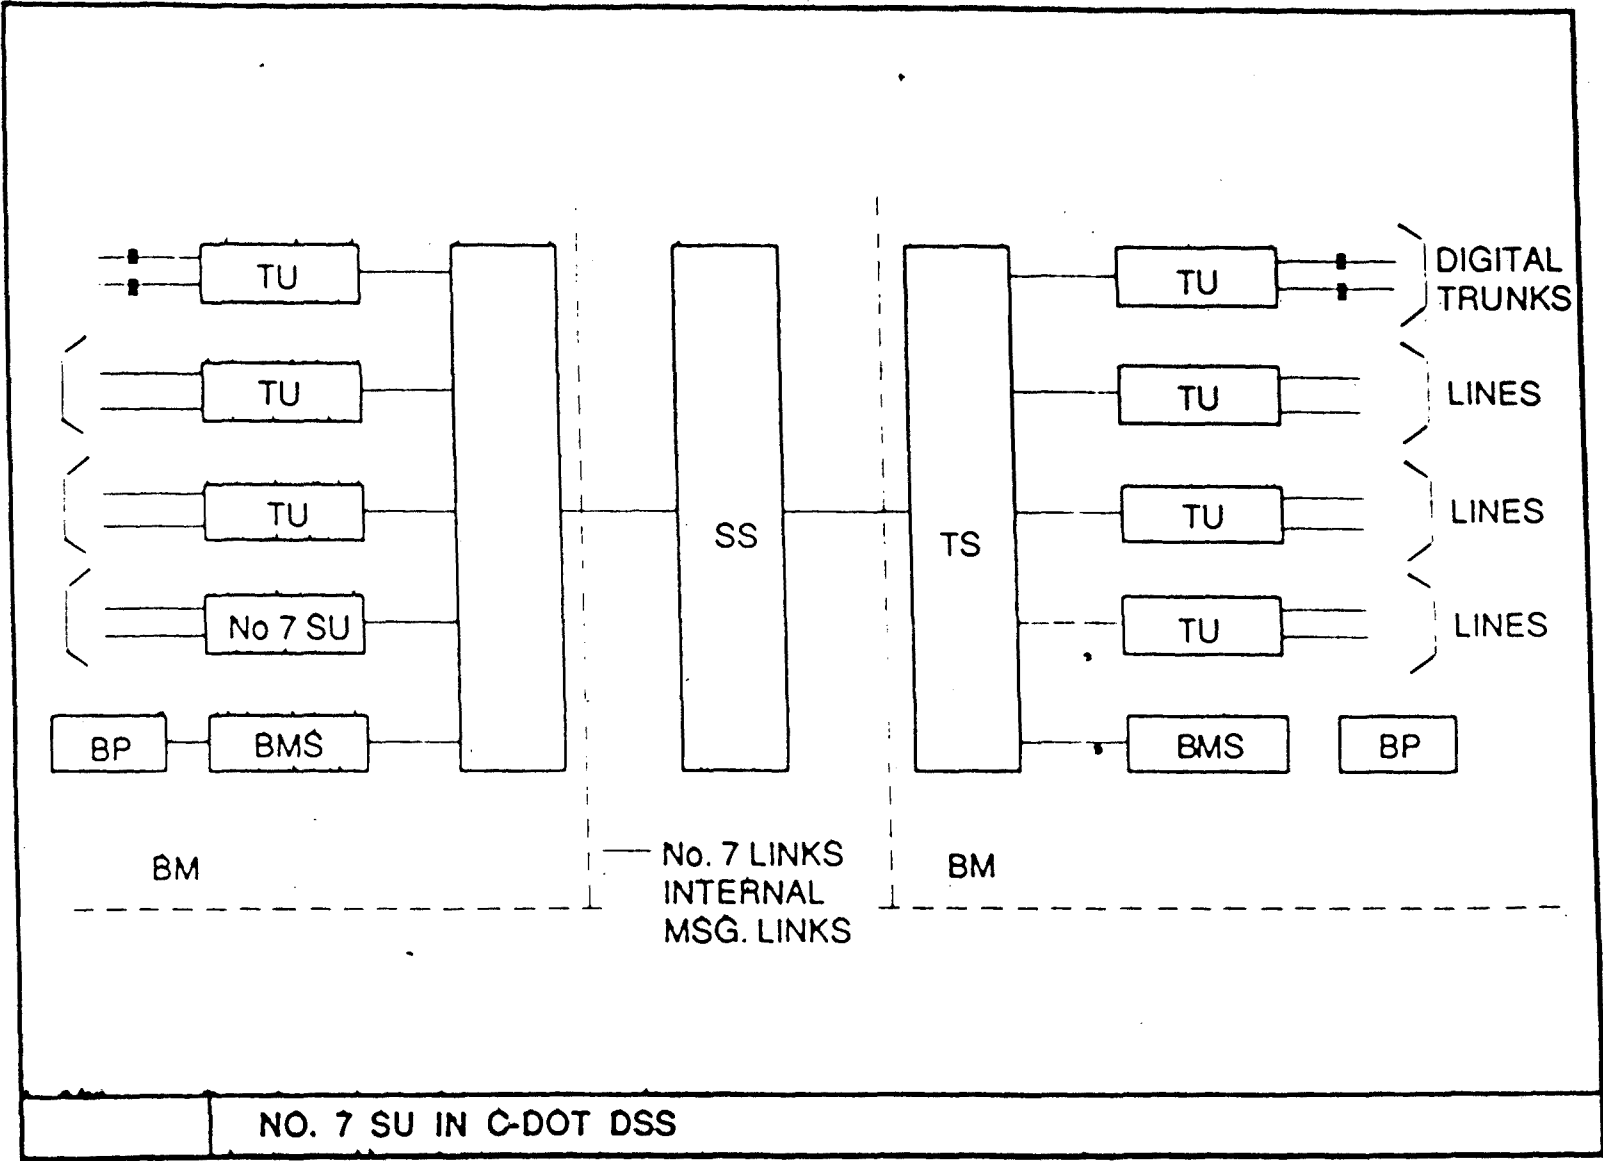 TU
TU
DIGITAL
TRUNKS
TU
TU
LINES
TU
SS
TS
TU
LINES
No 7 SU
TU
LINES
BP
BMS
BMS
BP
BM
No. 7 LINKS
INTERNAL
MSG. LINKS
BM
NO. 7 SU IN C-DOT DSS